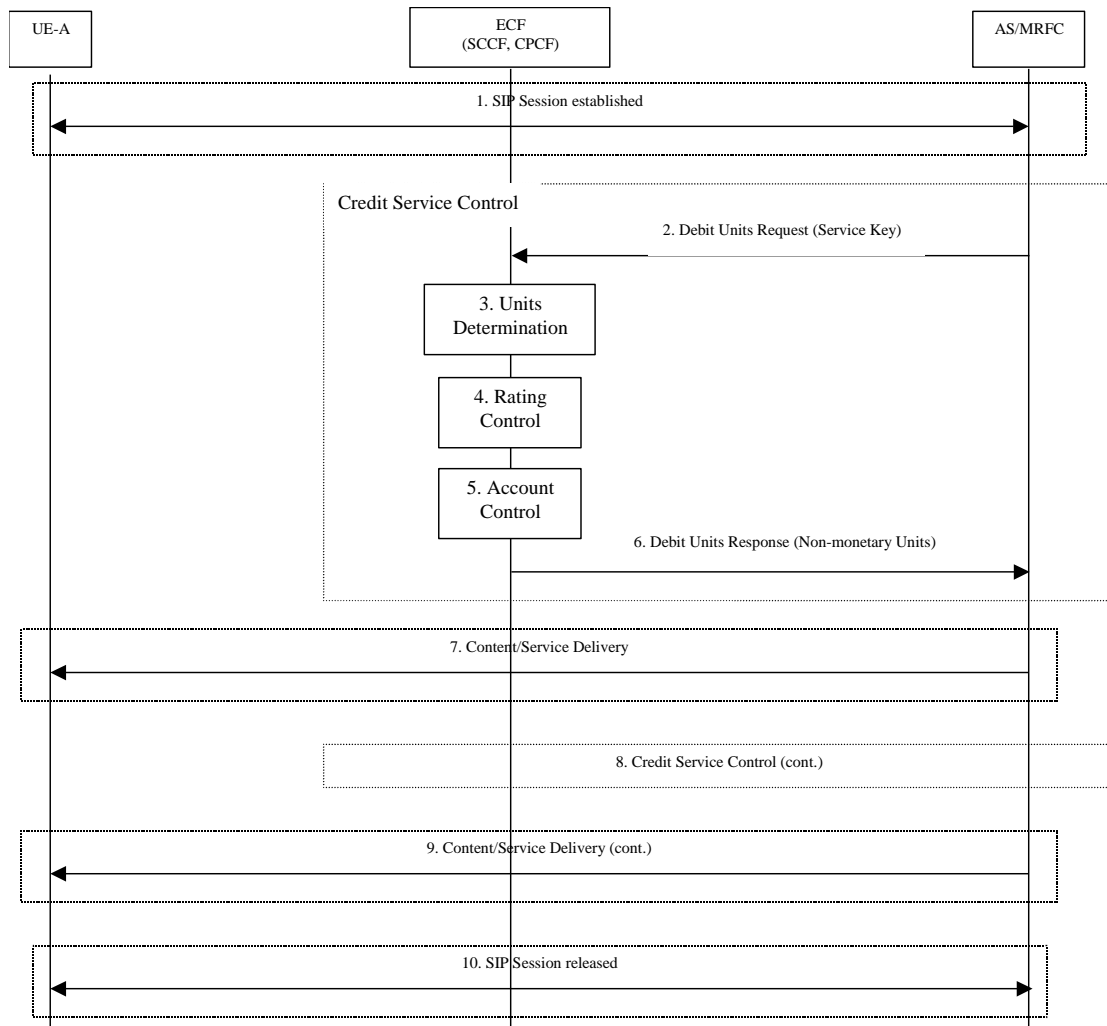 UE-A
ECF
(SCCF, CPCF)
AS/MRFC
1. SIP Session established
Credit Service Control
2. Debit Units Request (Service Key)
3. Units
Determination
4. Rating
Control
5. Account
Control
6. Debit Units Response (Non-monetary Units)
7. Content/Service Delivery
8. Credit Service Control (cont.)
9. Content/Service Delivery (cont.)
10. SIP Session released